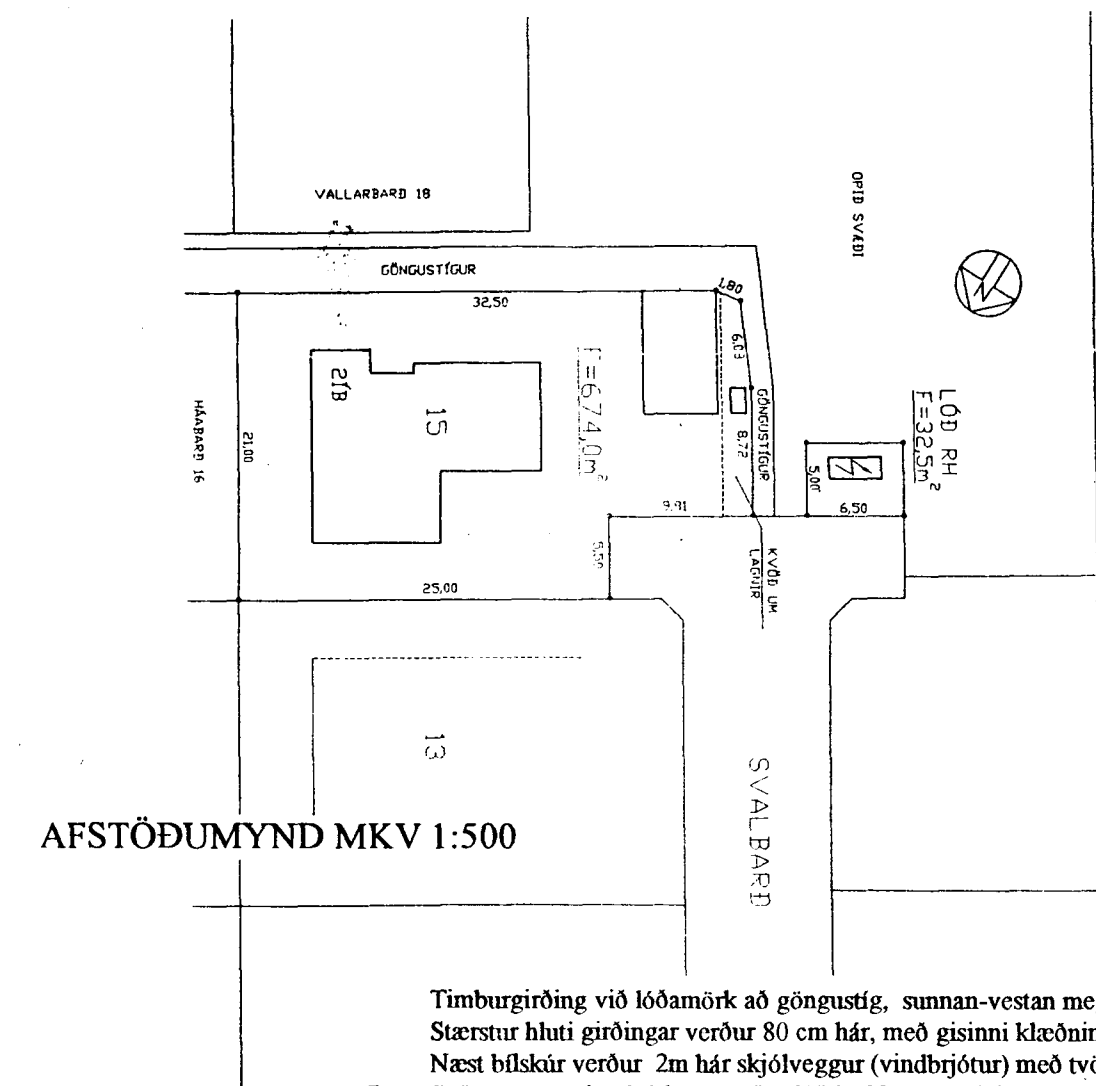 VALLARBARÐ 18
GÖNGUSTÍGUR
32,50
1,80
6,03
8,72
GÖNGUSTÍGUR
OPIÐ SVÆÐI
N
LÓÐ RH
F=32,5m²
5,00
6,50
HÁABARÐ 16
21,00
2ÍB
15
F=674,0m²
9,91
5,50
25,00
KVÖÐ UM
LAGNIR
13
SVALBARÐ
AFSTÖÐUMYND MKV 1:500
Timburgirðing við lóðamörk að göngustíg, sunnan-vestan me
Stærstur hluti girðingar verður 80 cm hár, með gisinni klæðnin
Næst bílskúr verður 2m hár skjólveggur (vindbrjótur) með tvö